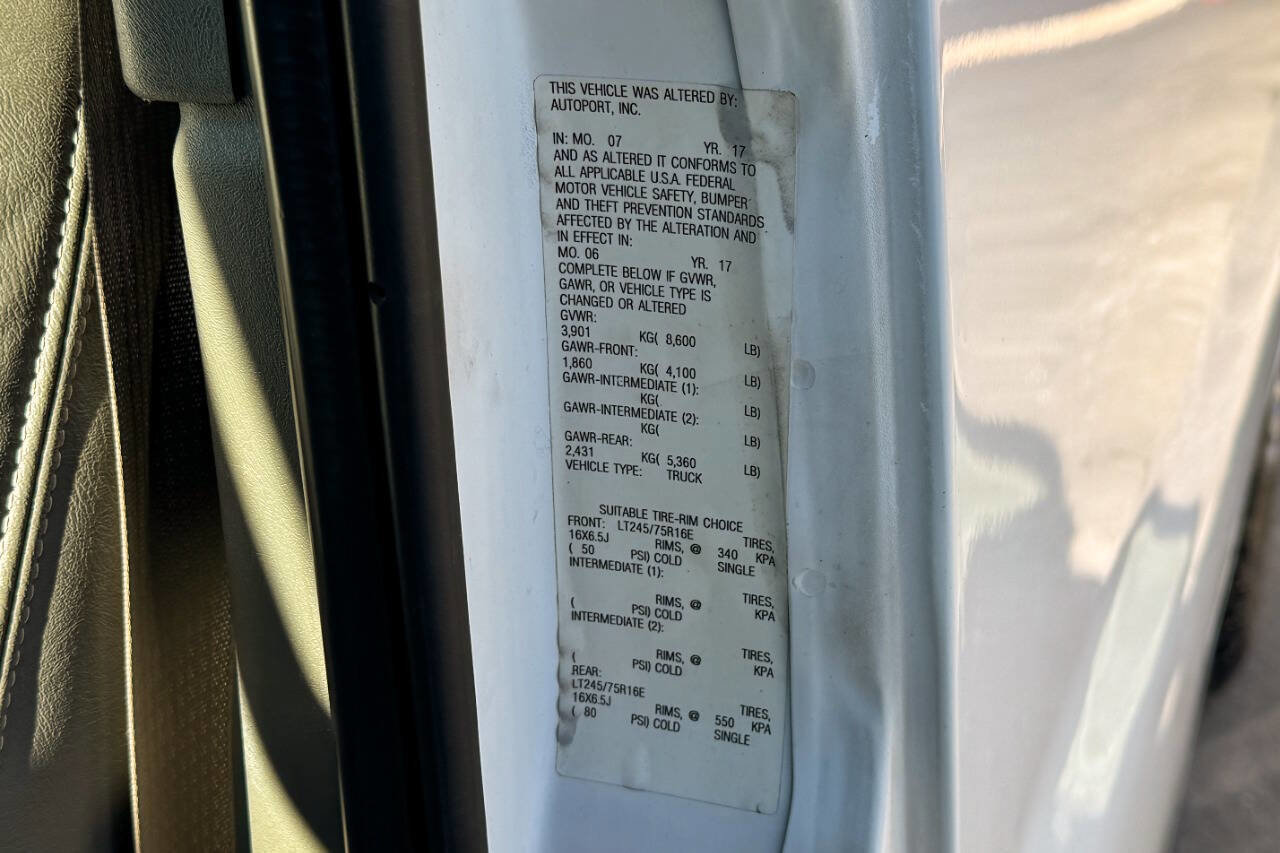 THIS VEHICLE WAS ALTERED BY:
AUTOPORT, INC.
IN: MO. 07 YR. 17
AND AS ALTERED IT CONFORMS TO
ALL APPLICABLE U.S.A. FEDERAL
MOTOR VEHICLE SAFETY, BUMPER
AND THEFT PREVENTION STANDARDS
AFFECTED BY THE ALTERATION AND
IN EFFECT IN:
MO. 06 YR. 17
COMPLETE BELOW IF GVWR,
GAWR, OR VEHICLE TYPE IS
CHANGED OR ALTERED
GVWR:
3,901 KG( 8,600 LB)
GAWR-FRONT:
1,860 KG( 4,100 LB)
GAWR-INTERMEDIATE (1):
KG( LB)
GAWR-INTERMEDIATE (2):
KG( LB)
GAWR-REAR:
2,431 KG( 5,360 LB)
VEHICLE TYPE: TRUCK
SUITABLE TIRE-RIM CHOICE
FRONT: LT245/75R16E TIRES,
16X6.5J RIMS, @ 340 KPA
( 50 PSI) COLD SINGLE
INTERMEDIATE (1):
TIRES,
RIMS, @ KPA
( PSI) COLD
INTERMEDIATE (2):
TIRES,
RIMS, @ KPA
( PSI) COLD
REAR:
LT245/75R16E TIRES,
16X6.5J RIMS, @ 550 KPA
( 80 PSI) COLD SINGLE